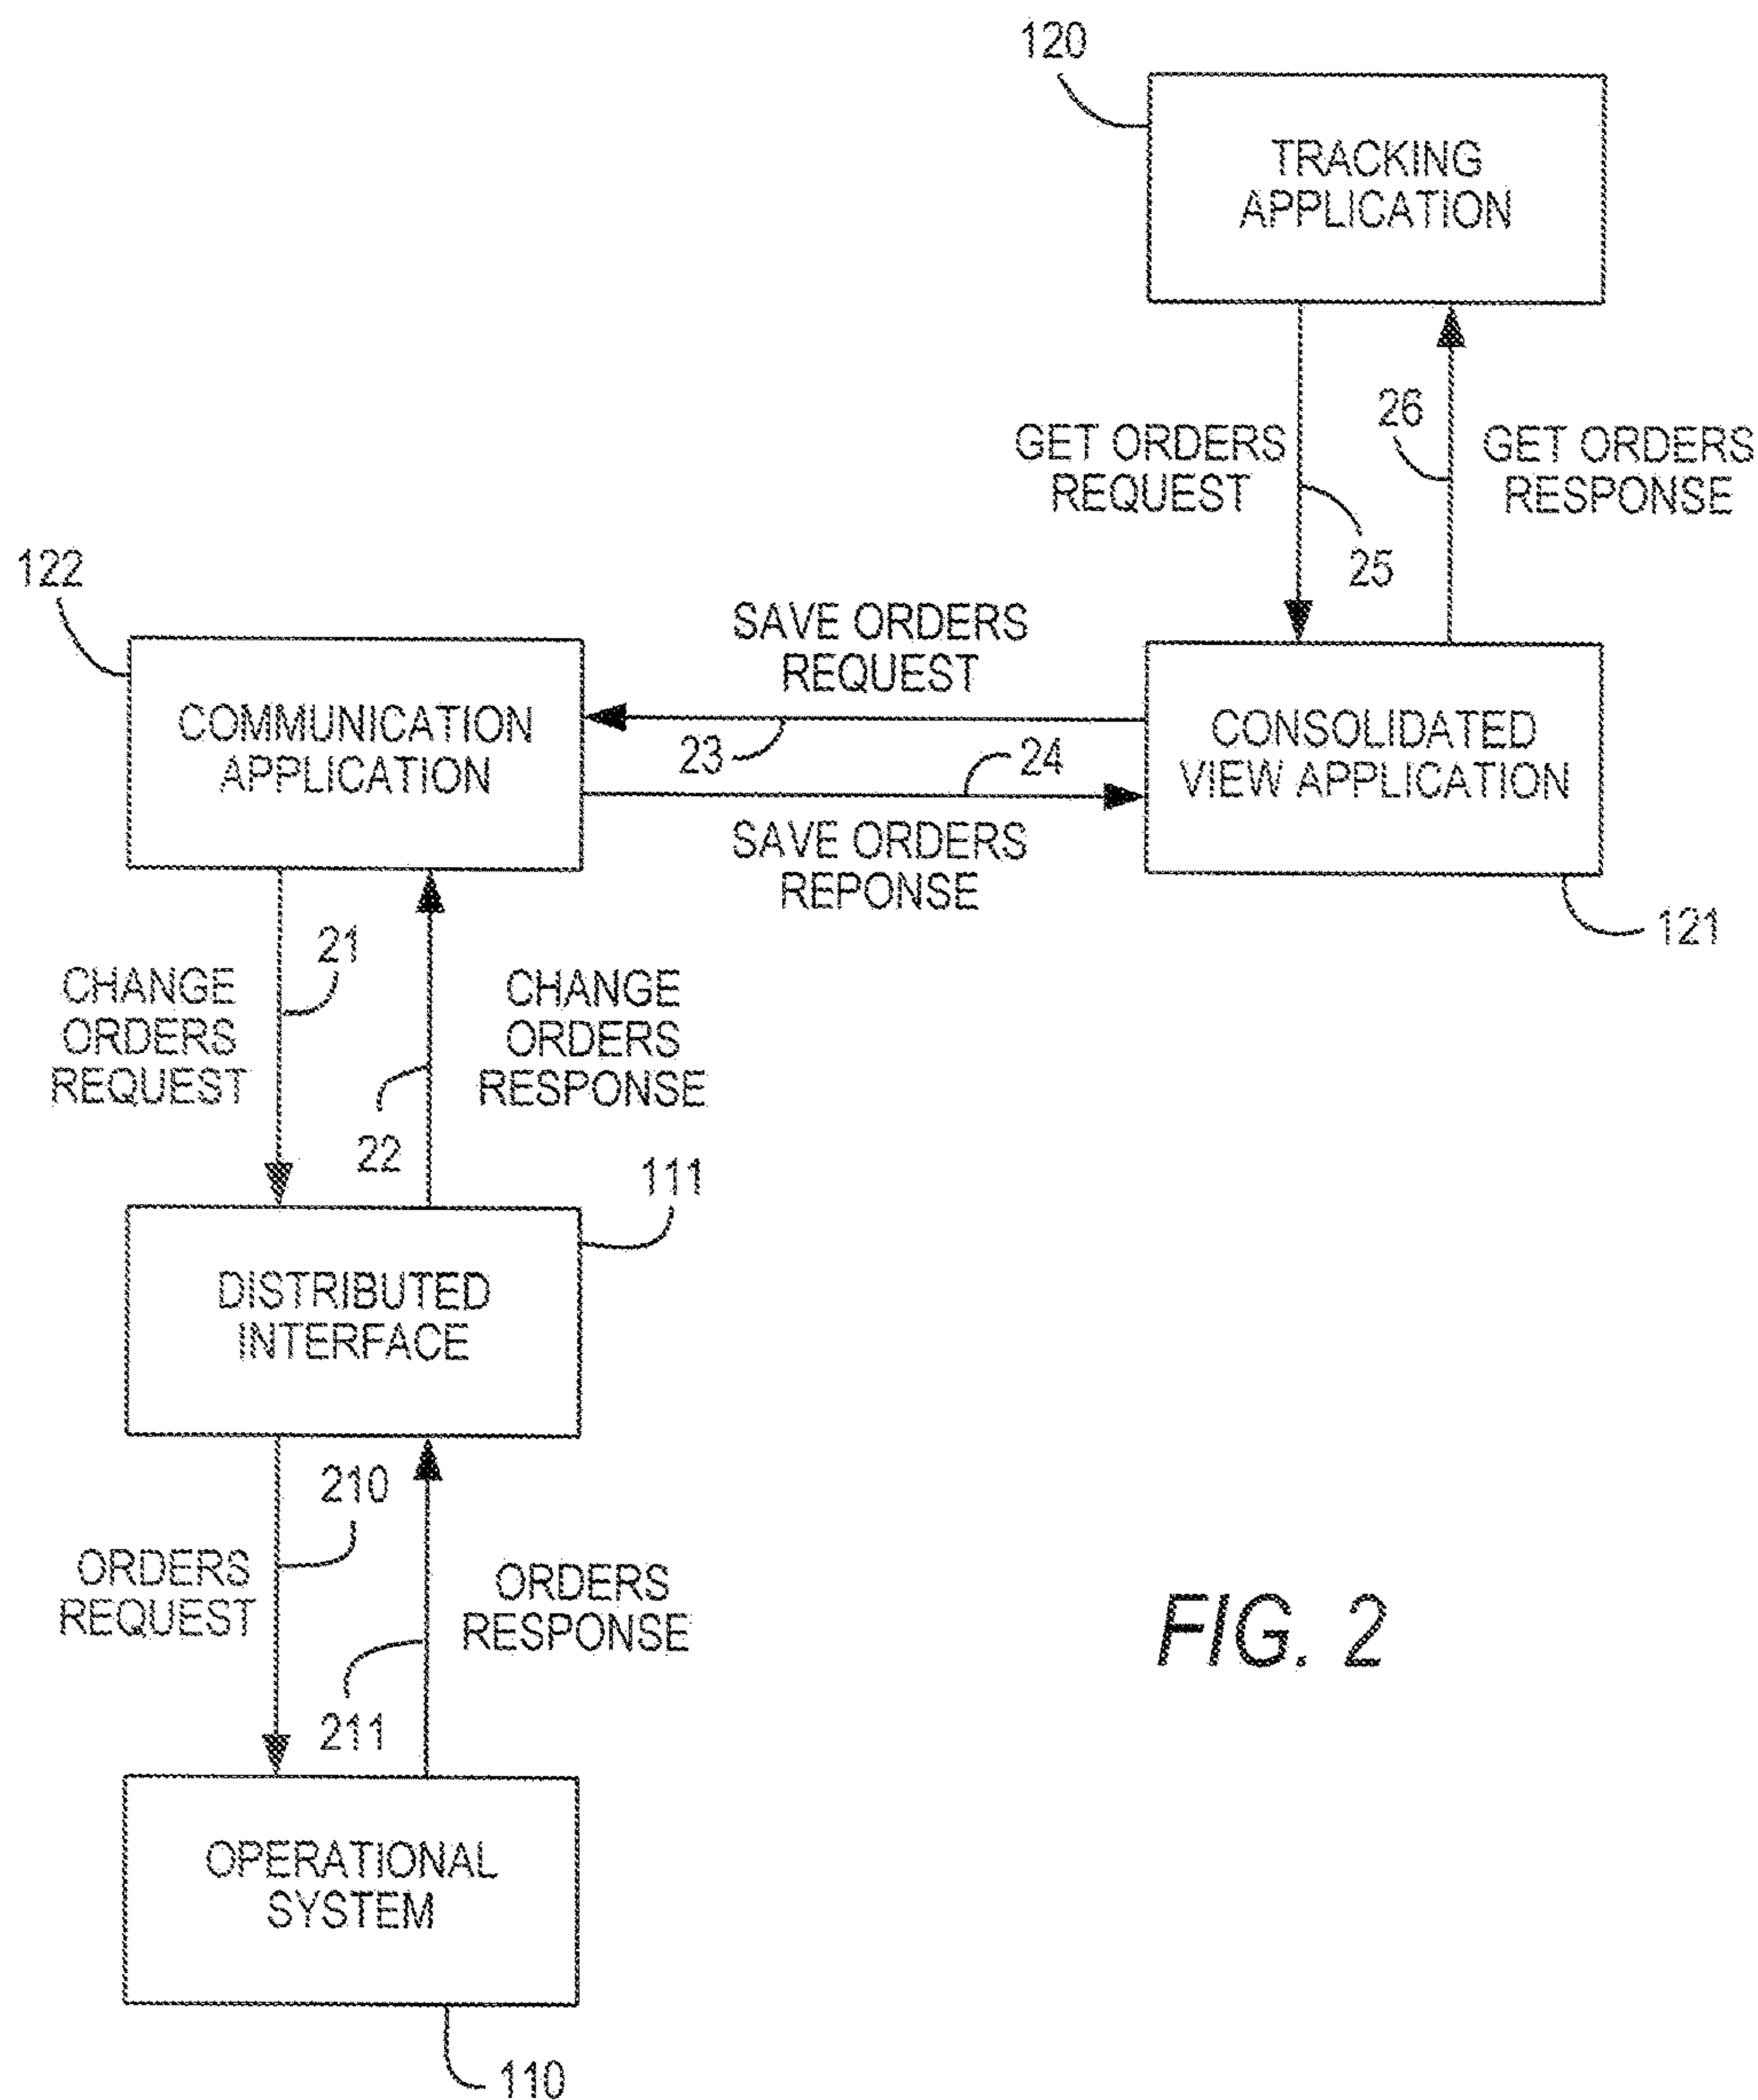 120
TRACKING
APPLICATION
GET ORDERS
REQUEST
26
GET ORDERS
RESPONSE
25
122
SAVE ORDERS
REQUEST
COMMUNICATION
APPLICATION
23
24
CONSOLIDATED
VIEW APPLICATION
SAVE ORDERS
REPONSE
121
21
CHANGE
ORDERS
REQUEST
CHANGE
ORDERS
RESPONSE
22
111
DISTRIBUTED
INTERFACE
210
ORDERS
REQUEST
ORDERS
RESPONSE
211
FIG. 2
OPERATIONAL
SYSTEM
110